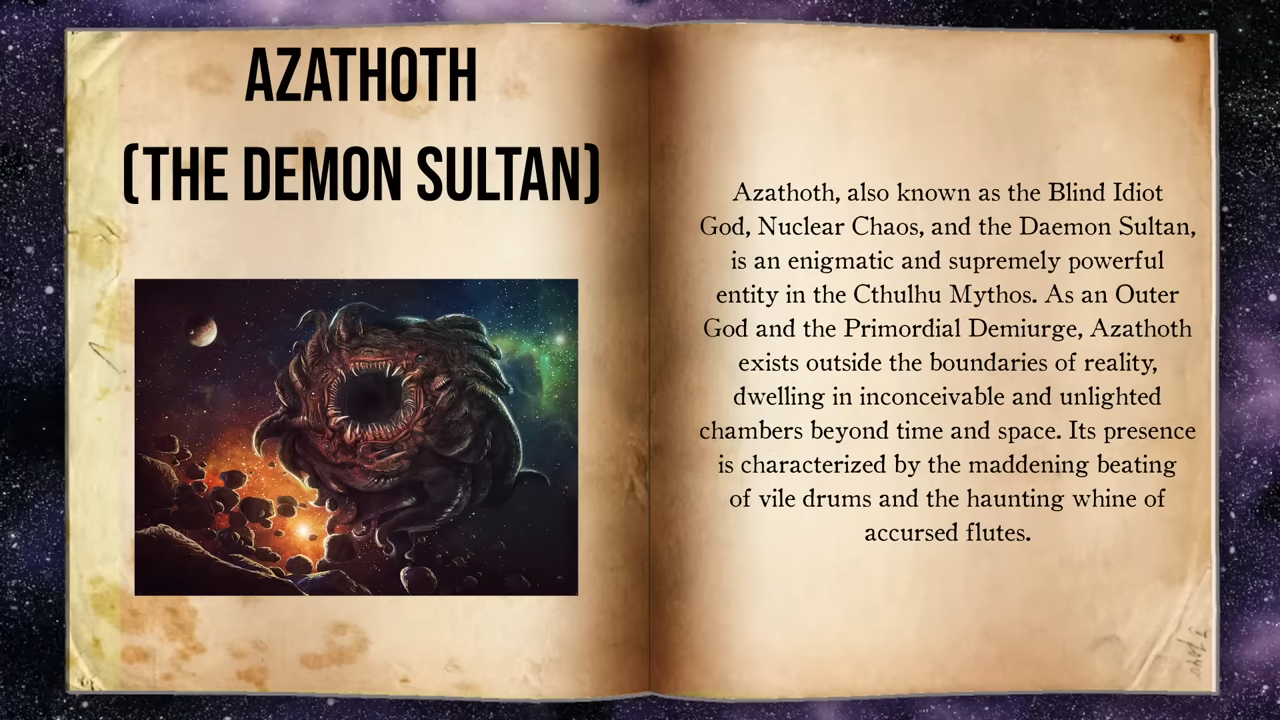 AZATHOTH
(THE DEMON SULTAN)
Azathoth, also known as the Blind Idiot
God, Nuclear Chaos, and the Daemon Sultan,
is an enigmatic and supremely powerful
entity in the Cthulhu Mythos. As an Outer
God and the Primordial Demiurge, Azathoth
exists outside the boundaries of reality,
dwelling in inconceivable and unlighted
chambers beyond time and space. Its presence
is characterized by the maddening beating
of vile drums and the haunting whine of
accursed flutes.